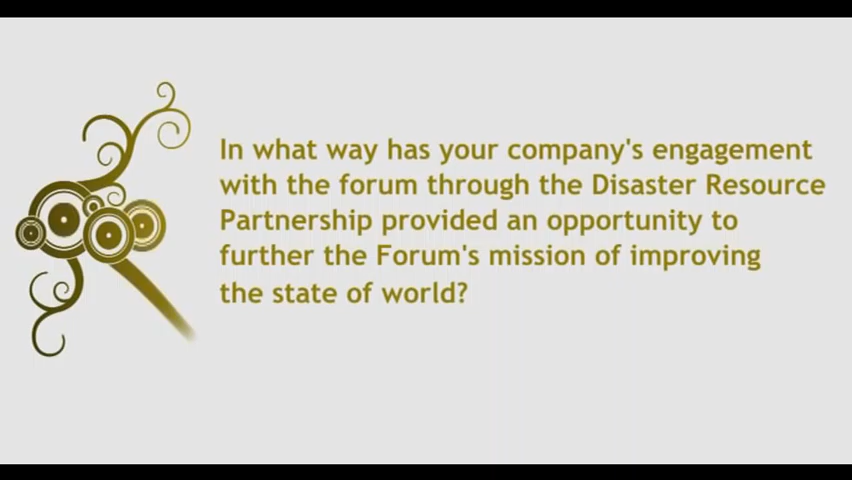 In what way has your company's engagement
with the forum through the Disaster Resource
Partnership provided an opportunity to
further the Forum's mission of improving
the state of world?